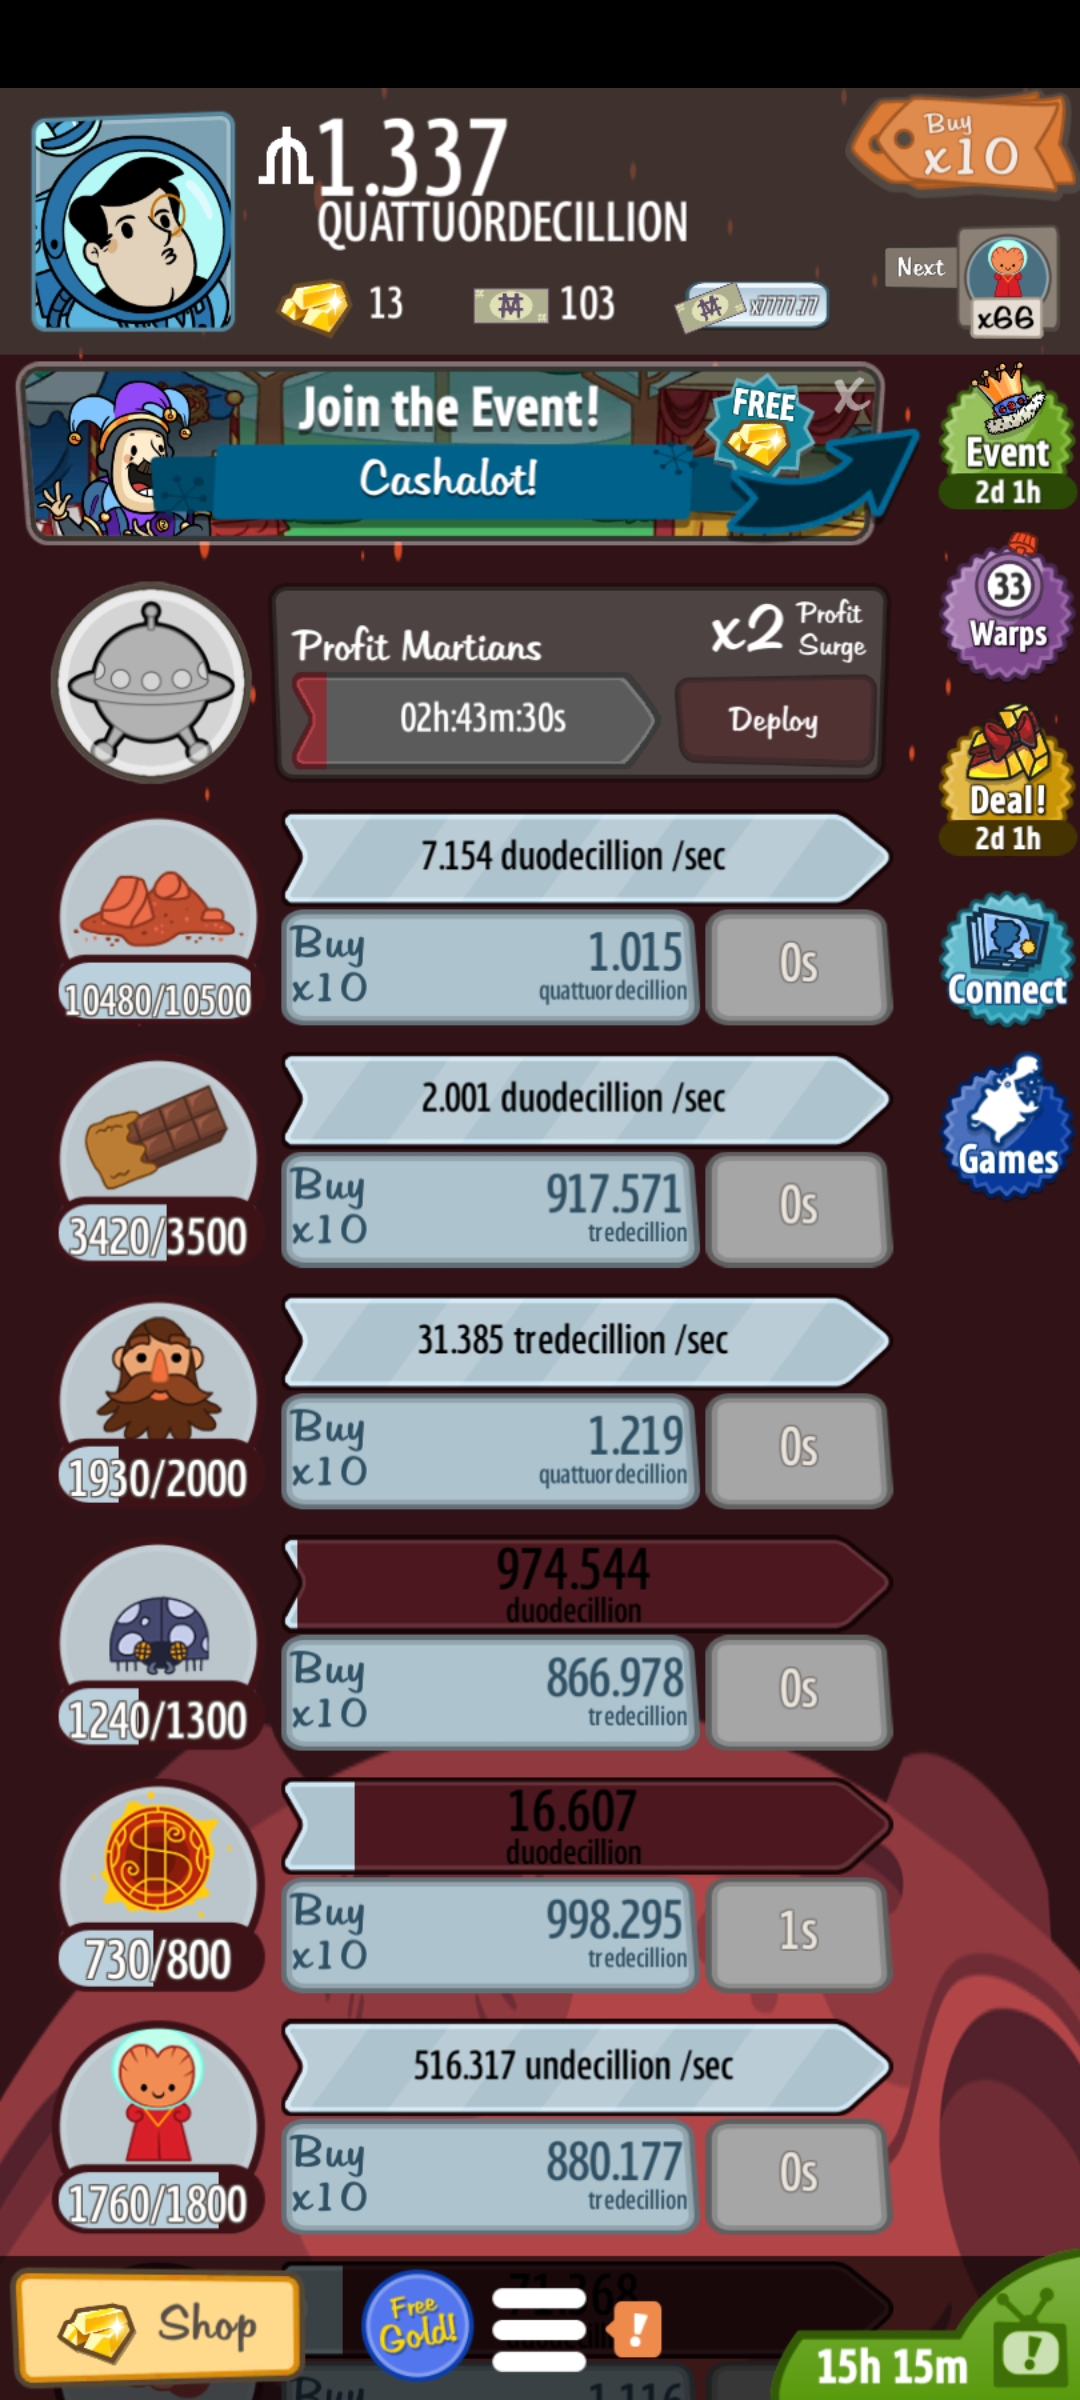 ₼1.337
QUATTUORDECILLION
Buy
x10
13
103
x7777.77
Next
x66
Join the Event!
Cashalot!
FREE
X
Event
2d 1h
33
Warps
Profit Martians
x2 Profit
Surge
02h:43m:30s
Deploy
Deal!
2d 1h
7.154 duodecillion /sec
Buy
x10
1.015
quattuordecillion
0s
10480/10500
Connect
2.001 duodecillion /sec
Buy
x10
917.571
tredecillion
0s
3420/3500
Games
31.385 tredecillion /sec
Buy
x10
1.219
quattuordecillion
0s
1930/2000
974.544
duodecillion
Buy
x10
866.978
tredecillion
0s
1240/1300
16.607
duodecillion
Buy
x10
998.295
tredecillion
1s
730/800
516.317 undecillion /sec
Buy
x10
880.177
tredecillion
0s
1760/1800
Shop
Free
Gold!
!
15h 15m
!
Buy
1.116